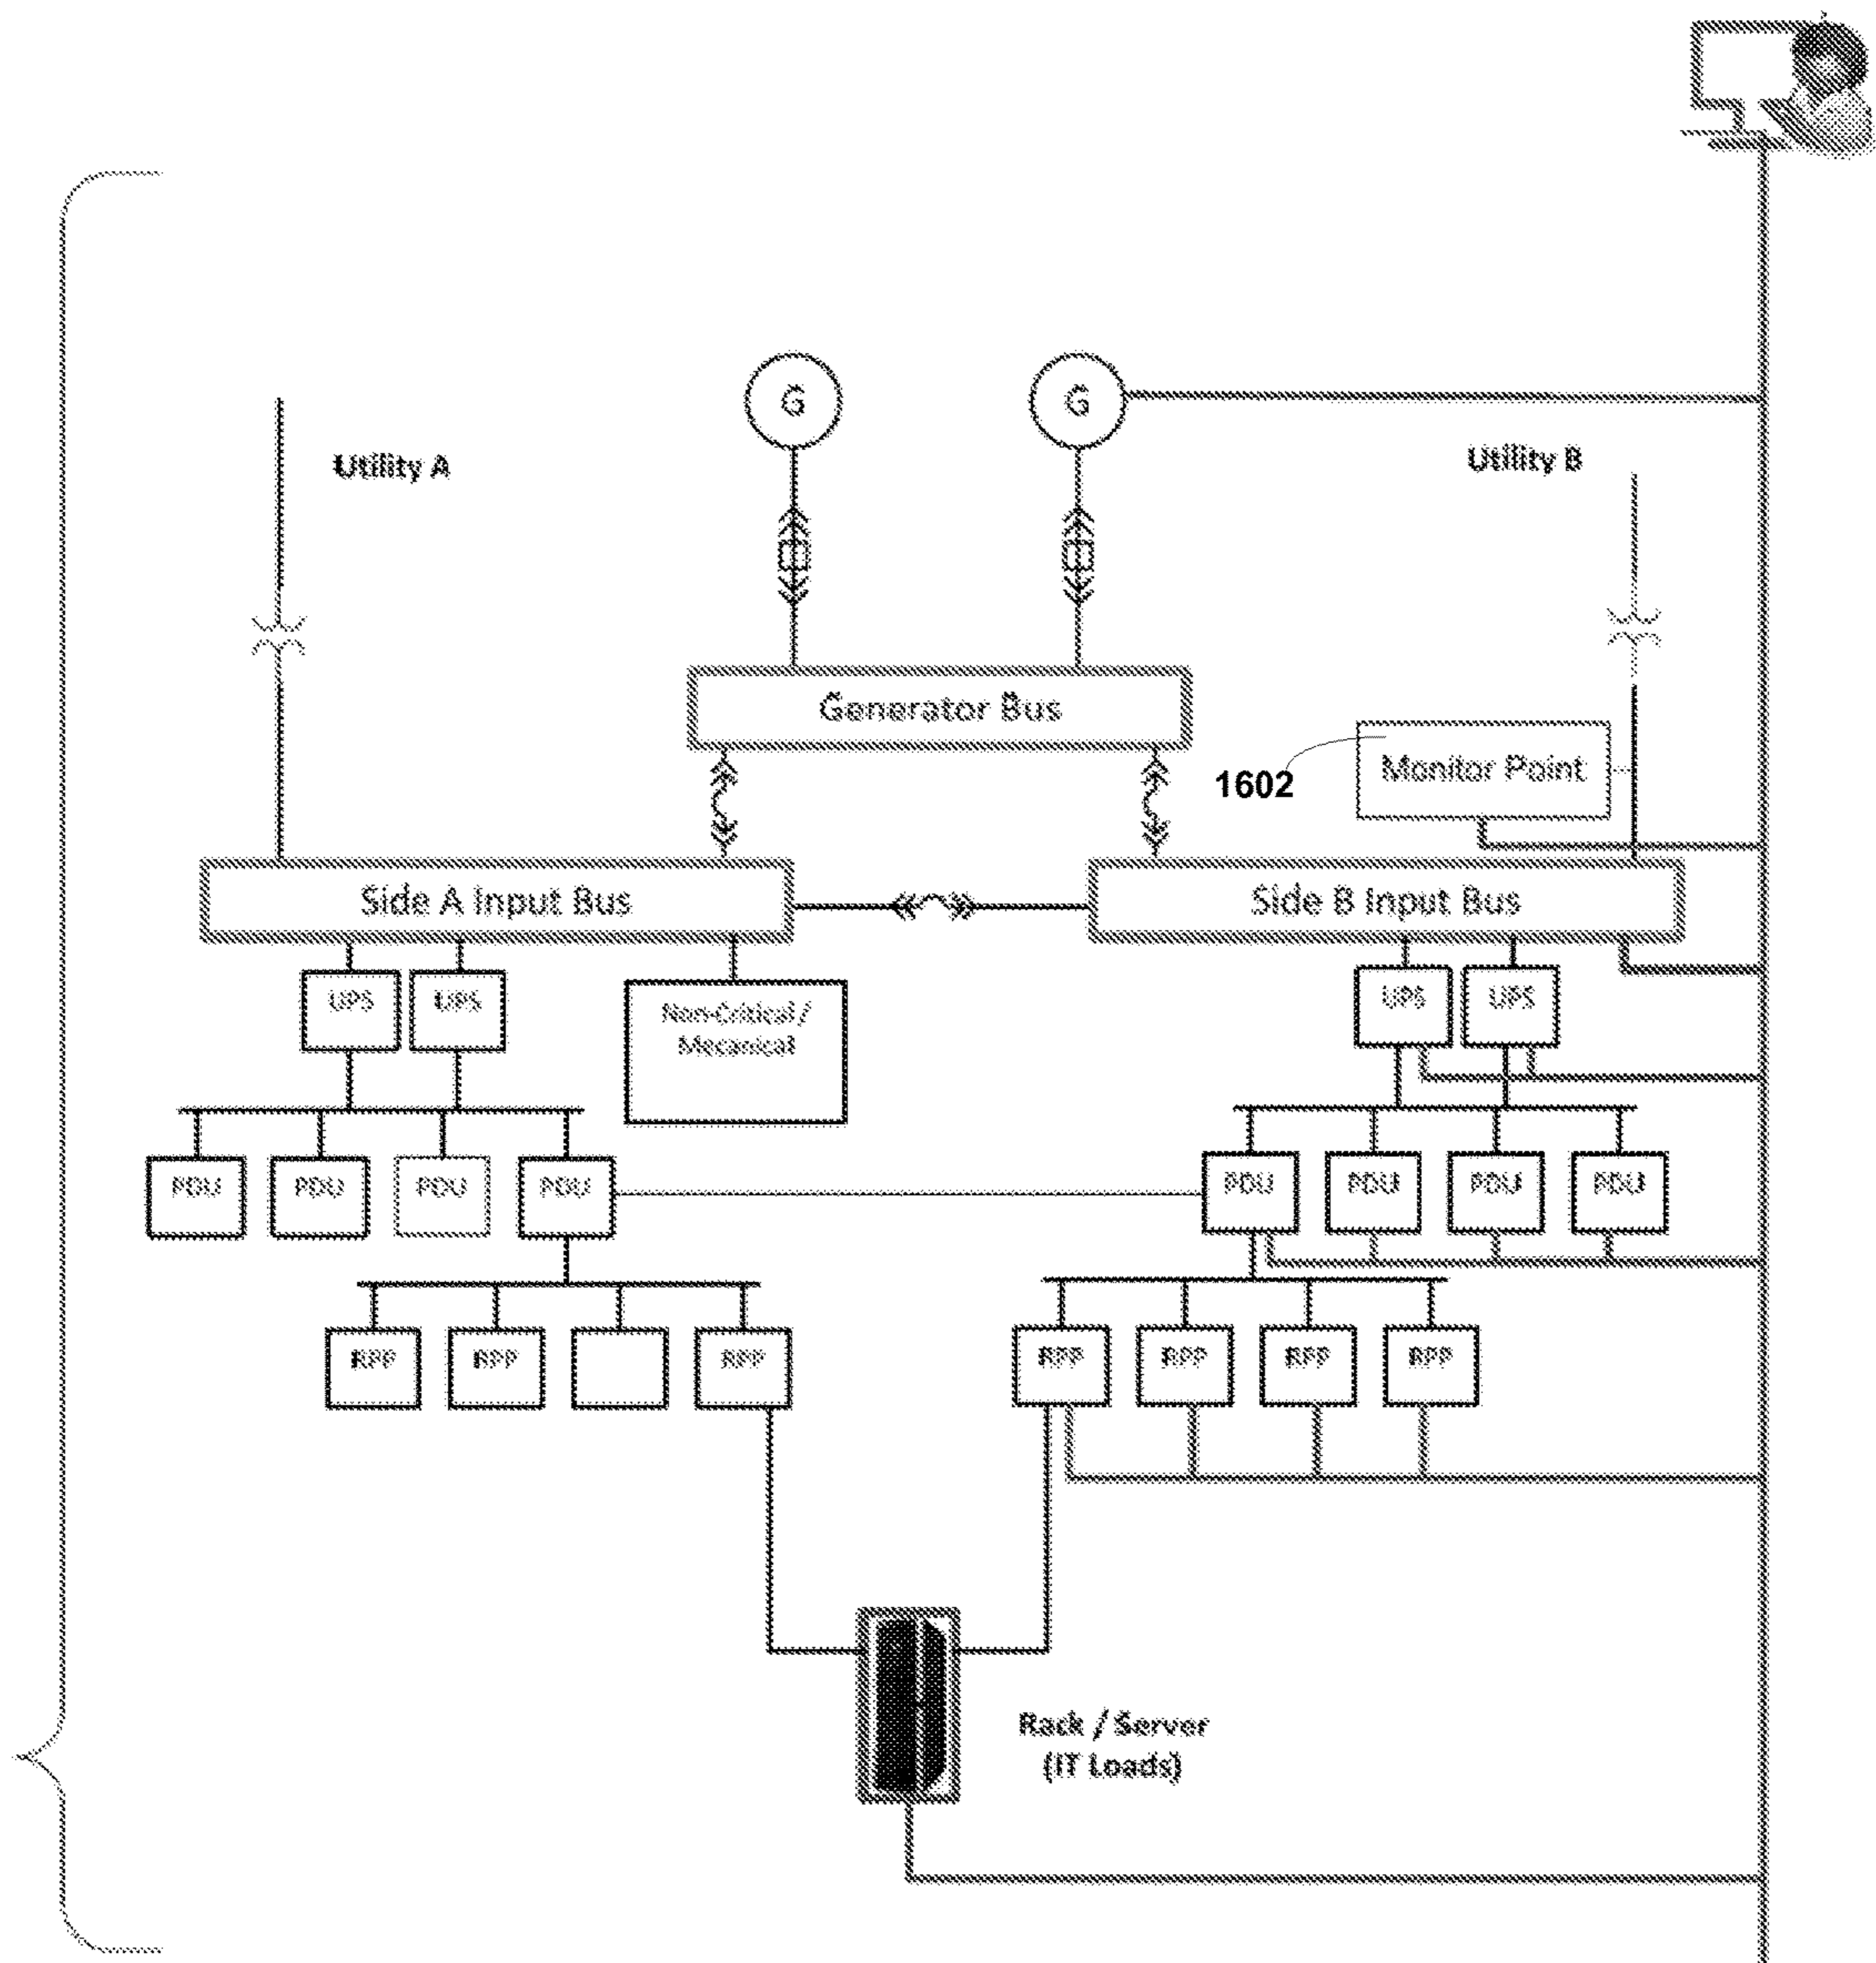 G
G
Utility A
Utility B
Generator Bus
1602
Monitor Point
Side A Input Bus
Side B Input Bus
UPS
UPS
Non-Critical /
Mecanical
UPS
UPS
PDU
PDU
PDU
PDU
PDU
PDU
PDU
PDU
RPP
RPP
RPP
RPP
RPP
RPP
RPP
Rack / Server
(IT Loads)